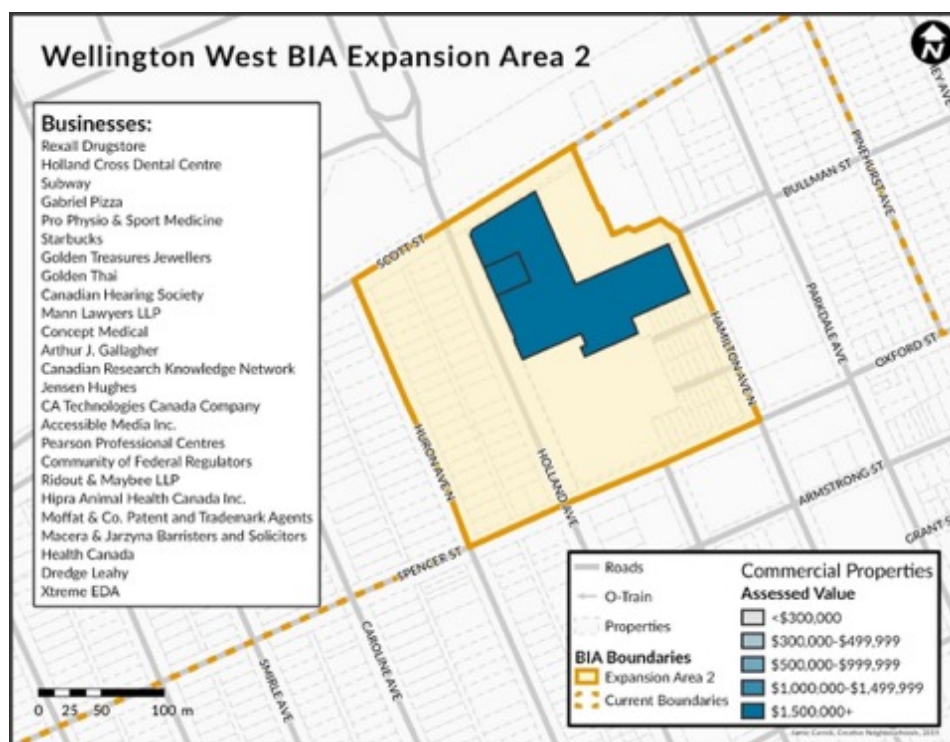 Wellington West BIA Expansion Area 2
N
Businesses:
Rexall Drugstore
Holland Cross Dental Centre
Subway
Gabriel Pizza
Pro Physio & Sport Medicine
Starbucks
Golden Treasures Jewellers
Golden Thai
Canadian Hearing Society
Mann Lawyers LLP
Concept Medical
Arthur J. Gallagher
Canadian Research Knowledge Network
Jensen Hughes
CA Technologies Canada Company
Accessible Media Inc.
Pearson Professional Centres
Community of Federal Regulators
Ridout & Maybee LLP
Hipra Animal Health Canada Inc.
Moffat & Co. Patent and Trademark Agents
Macera & Jarzyna Barristers and Solicitors
Health Canada
Dredge Leahy
Xtreme EDA
SCOTT ST
BULLMAN ST
PINEHURST AVE
PARKDALE AVE
HAMILTON AVE N
OXFORD ST
HURON AVE N
HOLLAND AVE
ARMSTRONG ST
GRANT
SPENCER ST
CAROLINE AVE
SMIRLE AVE
0 25 50 100 m
Roads
O-Train
Properties
BIA Boundaries
Expansion Area 2
Current Boundaries
Commercial Properties
Assessed Value
<$300,000
$300,000-$499,999
$500,000-$999,999
$1,000,000-$1,499,999
$1,500,000+